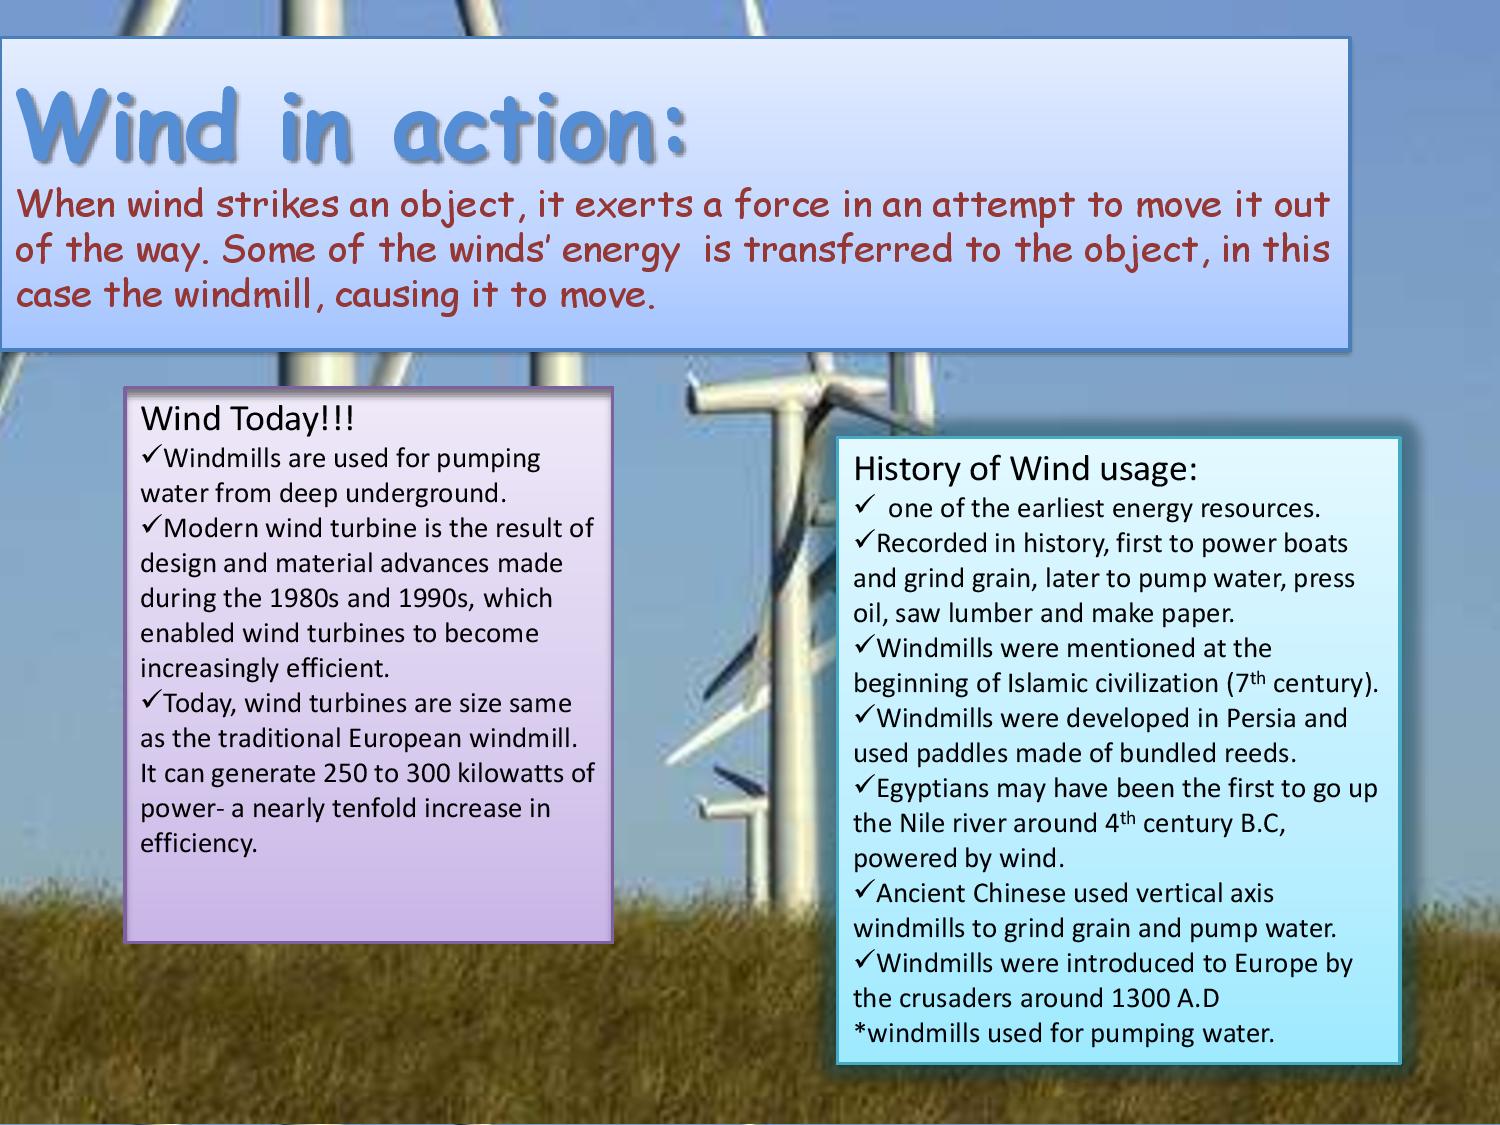 Wind in action:
When wind strikes an object, it exerts a force in an attempt to move it out
of the way. Some of the winds’ energy  is transferred to the object, in this
case the windmill, causing it to move.
Wind Today!!!
✓Windmills are used for pumping
water from deep underground.
✓Modern wind turbine is the result of
design and material advances made
during the 1980s and 1990s, which
enabled wind turbines to become
increasingly efficient.
✓Today, wind turbines are size same
as the traditional European windmill.
It can generate 250 to 300 kilowatts of
power- a nearly tenfold increase in
efficiency.
History of Wind usage:
✓ one of the earliest energy resources.
✓Recorded in history, first to power boats
and grind grain, later to pump water, press
oil, saw lumber and make paper.
✓Windmills were mentioned at the
beginning of Islamic civilization (7th century).
✓Windmills were developed in Persia and
used paddles made of bundled reeds.
✓Egyptians may have been the first to go up
the Nile river around 4th century B.C,
powered by wind.
✓Ancient Chinese used vertical axis
windmills to grind grain and pump water.
✓Windmills were introduced to Europe by
the crusaders around 1300 A.D
*windmills used for pumping water.